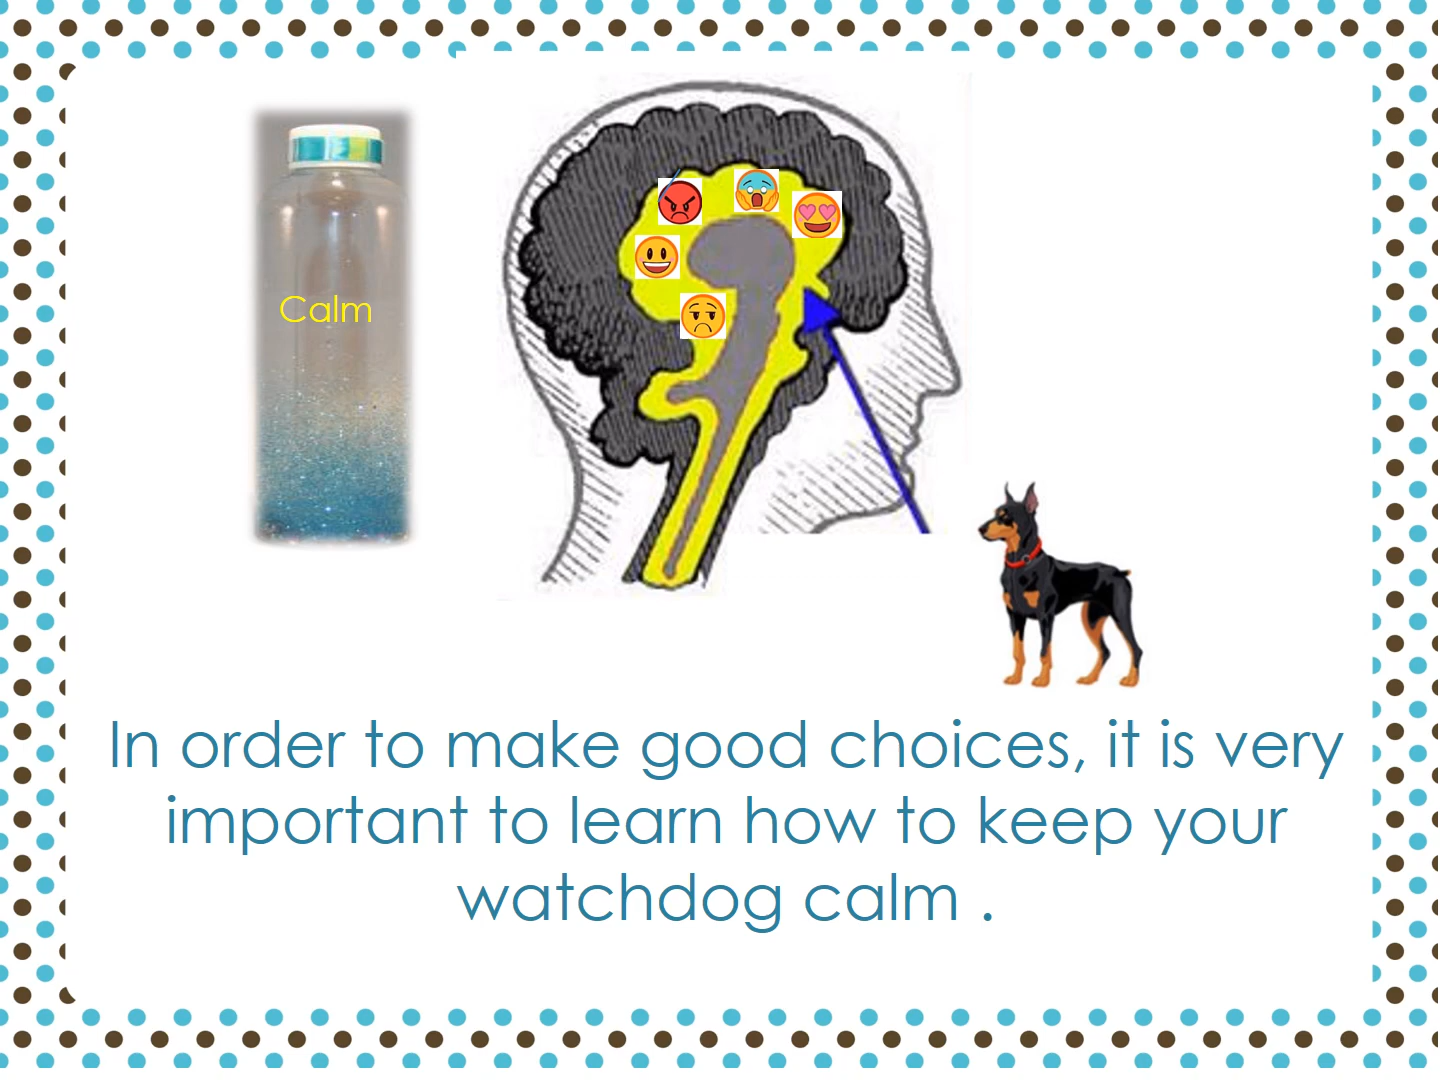 Calm
In order to make good choices, it is very
important to learn how to keep your
watchdog calm .